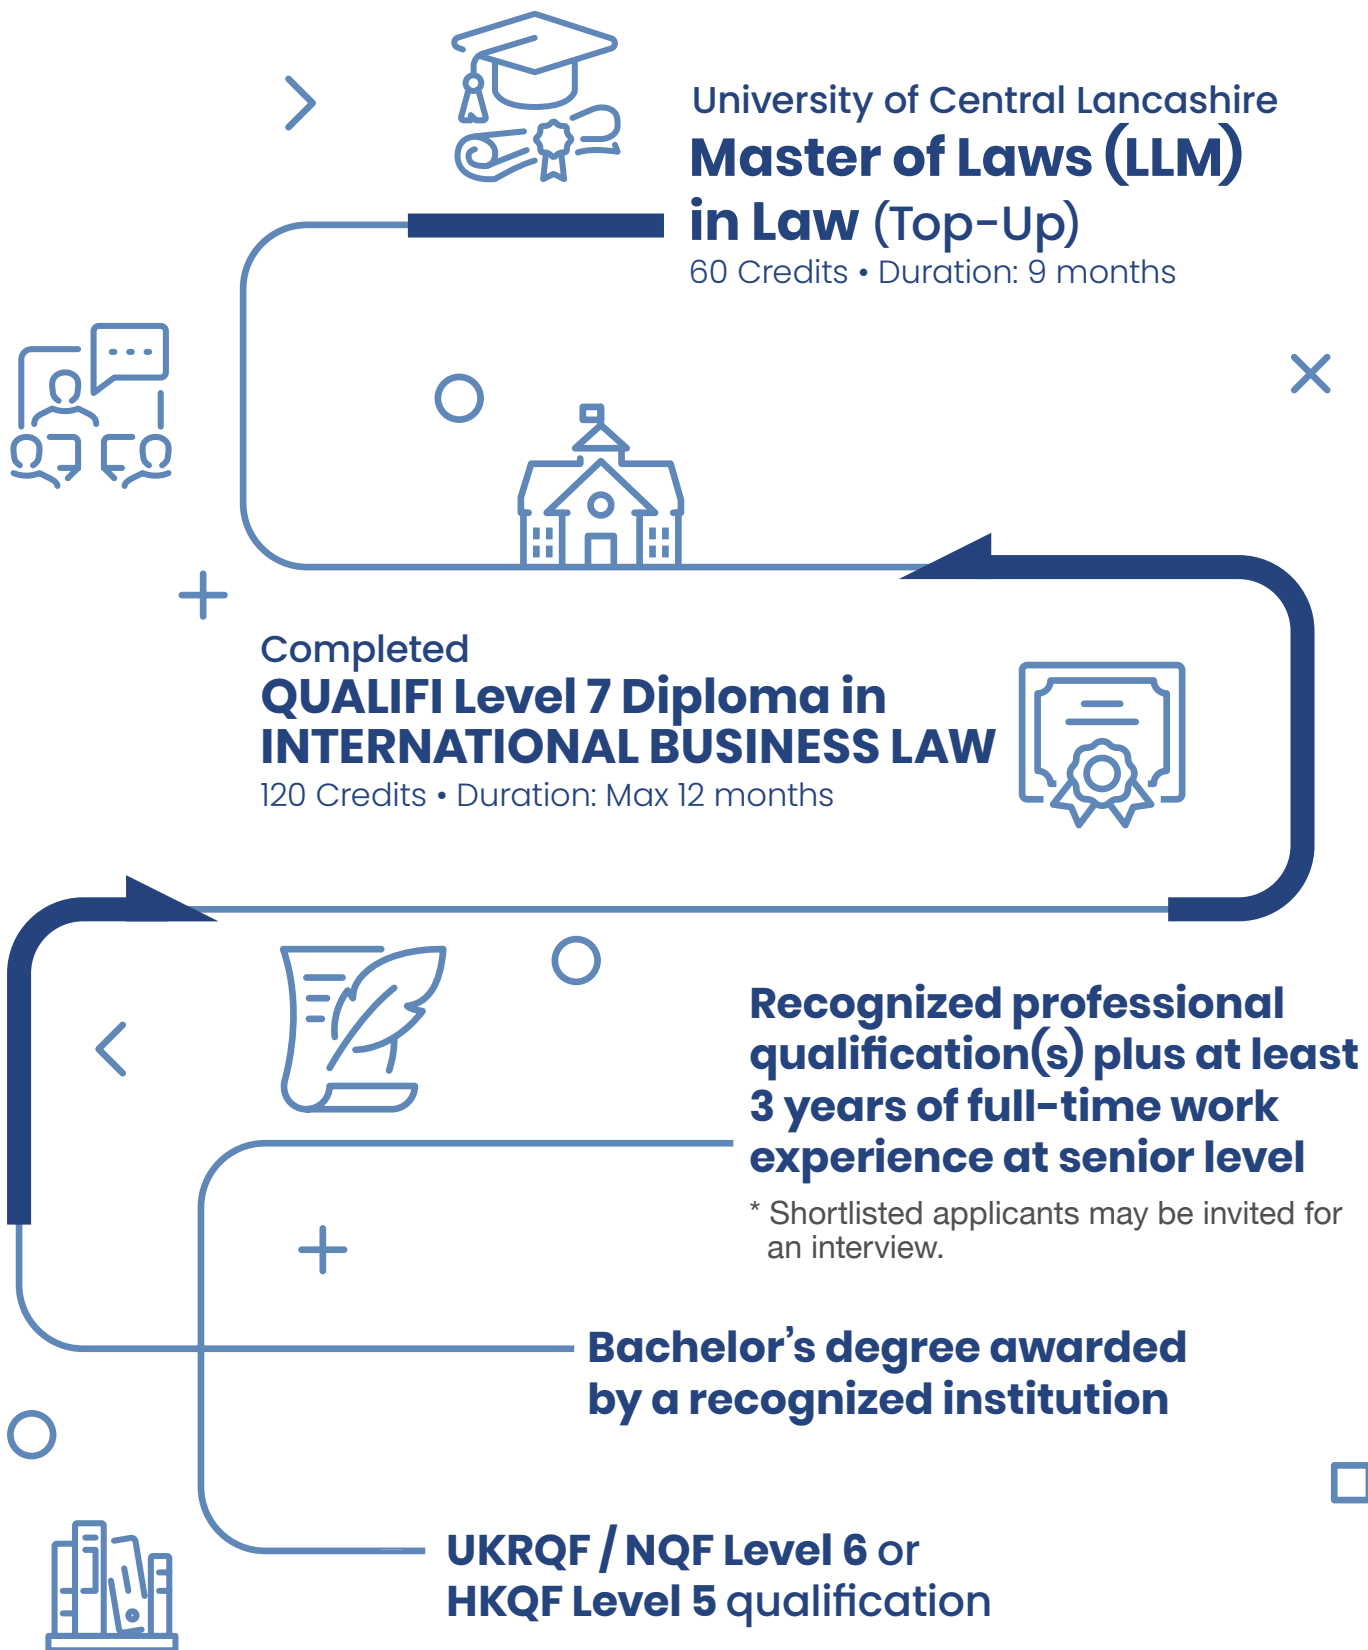 University of Central Lancashire
Master of Laws (LLM)
in Law (Top-Up)
60 Credits • Duration: 9 months
Completed
QUALIFI Level 7 Diploma in
INTERNATIONAL BUSINESS LAW
120 Credits • Duration: Max 12 months
Recognized professional
qualification(s) plus at least
3 years of full-time work
experience at senior level
* Shortlisted applicants may be invited for
an interview.
Bachelor’s degree awarded
by a recognized institution
UKRQF / NQF Level 6 or
HKQF Level 5 qualification